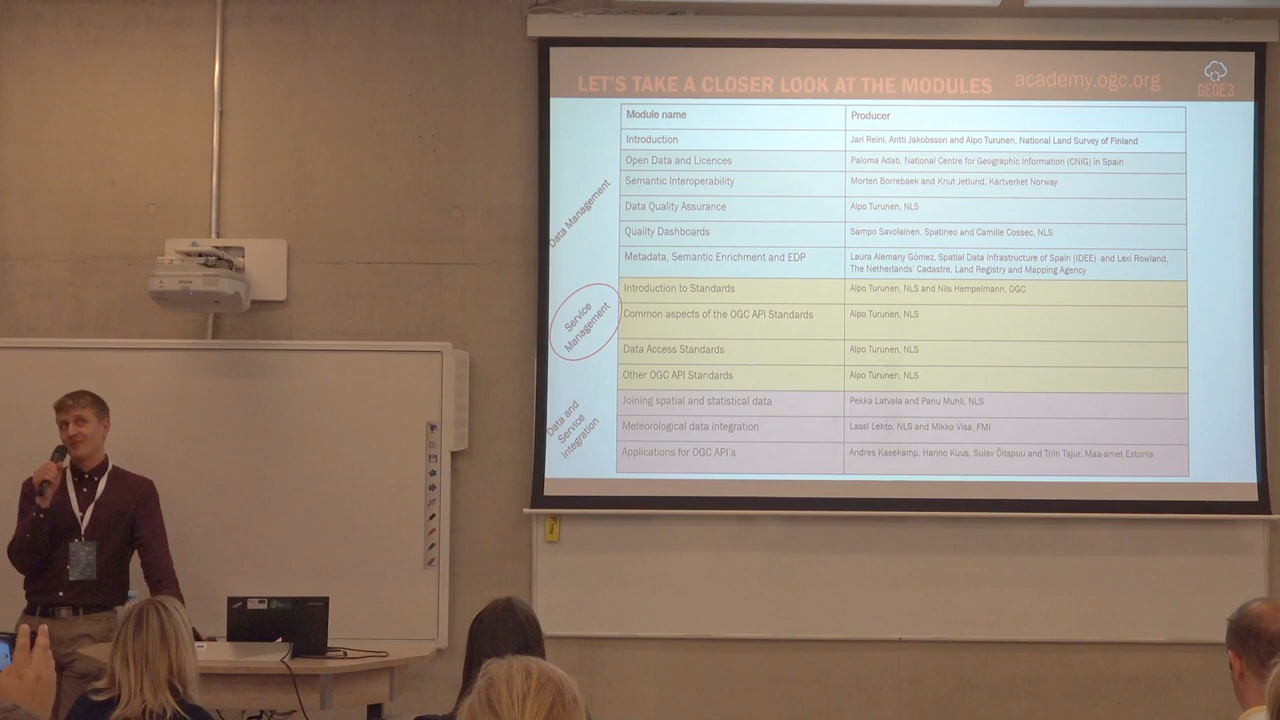 LET'S TAKE A CLOSER LOOK AT THE MODULES
academy.ogc.org
GEOE3
Module name
Producer
Introduction
Jari Reini, Antti Jakobsson and Alpo Turunen, National Land Survey of Finland
Open Data and Licences
Paloma Adab, National Centre for Geographic Information (CNIG) in Spain
Semantic Interoperability
Morten Borrebaek and Knut Jetlund, Kartverket Norway
Data Quality Assurance
Alpo Turunen, NLS
Quality Dashboards
Sampo Savolainen, Spatineo and Camille Cossec, NLS
Metadata, Semantic Enrichment and EDP
Laura Alemany Gómez, Spatial Data Infrastructure of Spain (IDEE) and Lexi Rowland,
The Netherlands' Cadastre, Land Registry and Mapping Agency
Introduction to Standards
Alpo Turunen, NLS and Nils Hempelmann, OGC
Common aspects of the OGC API Standards
Alpo Turunen, NLS
Data Access Standards
Alpo Turunen, NLS
Other OGC API Standards
Alpo Turunen, NLS
Joining spatial and statistical data
Pekka Latvala and Panu Muhli, NLS
Meteorological data integration
Lassi Lehto, NLS and Mikko Visa, FMI
Applications for OGC API's
Andres Kasekamp, Hanno Kuus, Sulev Õitspuu and Triin Tajur, Maa-amet Estonia
Data Management
Service
Management
Data and
Service
Integration
EPSON